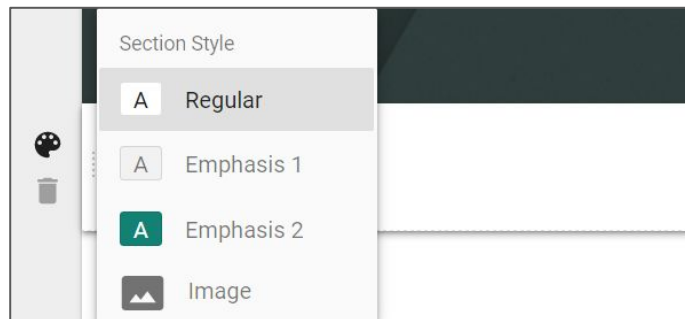 Section Style
A Regular
A Emphasis 1
A Emphasis 2
Image